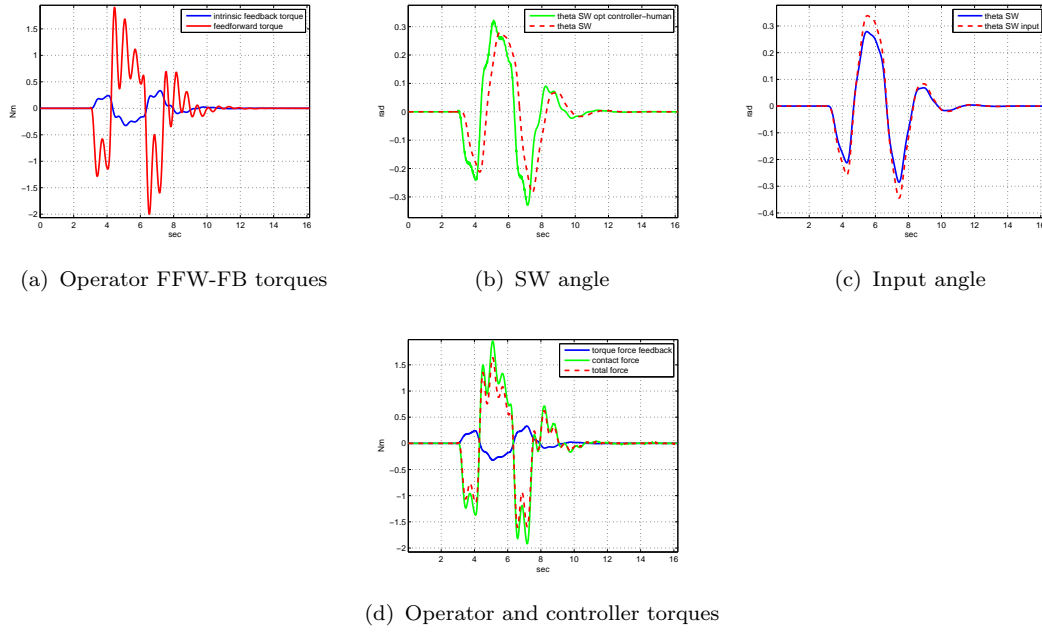 intrinsic feedback torque
feedforward torque
1.5
1
0.5
0
−0.5
−1
−1.5
−2
Nm
0 2 4 6 8 10 12 14 16
sec
(a) Operator FFW-FB torques
theta SW opt controller-human
theta SW
0.3
0.2
0.1
0
−0.1
−0.2
−0.3
rad
2 4 6 8 10 12 14 16
sec
(b) SW angle
theta SW
theta SW input
0.3
0.2
0.1
0
−0.1
−0.2
−0.3
−0.4
rad
2 4 6 8 10 12 14 16
sec
(c) Input angle
torque force feedback
contact force
total force
1.5
1
0.5
0
−0.5
−1
−1.5
−2
Nm
2 4 6 8 10 12 14 16
sec
(d) Operator and controller torques